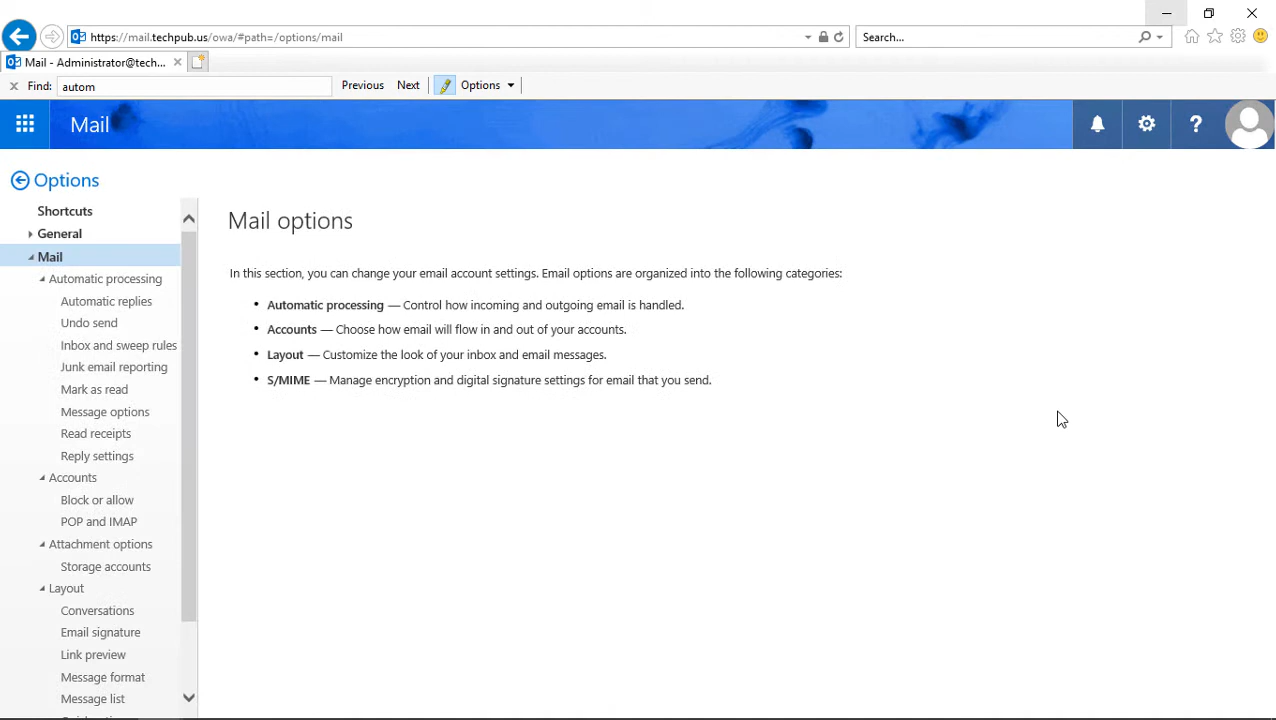 https://mail.techpub.us/owa/#path=/options/mail
Search...
Mail - Administrator@tech...
Find: autom Previous Next Options
Mail
?
Options
Shortcuts
General
Mail
Automatic processing
Automatic replies
Undo send
Inbox and sweep rules
Junk email reporting
Mark as read
Message options
Read receipts
Reply settings
Accounts
Block or allow
POP and IMAP
Attachment options
Storage accounts
Layout
Conversations
Email signature
Link preview
Message format
Message list
Mail options
In this section, you can change your email account settings. Email options are organized into the following categories:
• Automatic processing — Control how incoming and outgoing email is handled.
• Accounts — Choose how email will flow in and out of your accounts.
• Layout — Customize the look of your inbox and email messages.
• S/MIME — Manage encryption and digital signature settings for email that you send.